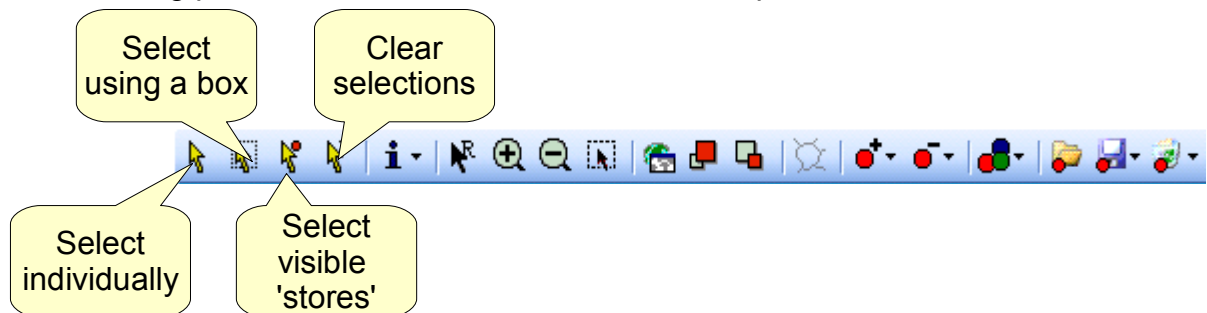 Select
using a box
Clear
selections
R
Select
individually
Select
visible
'stores'